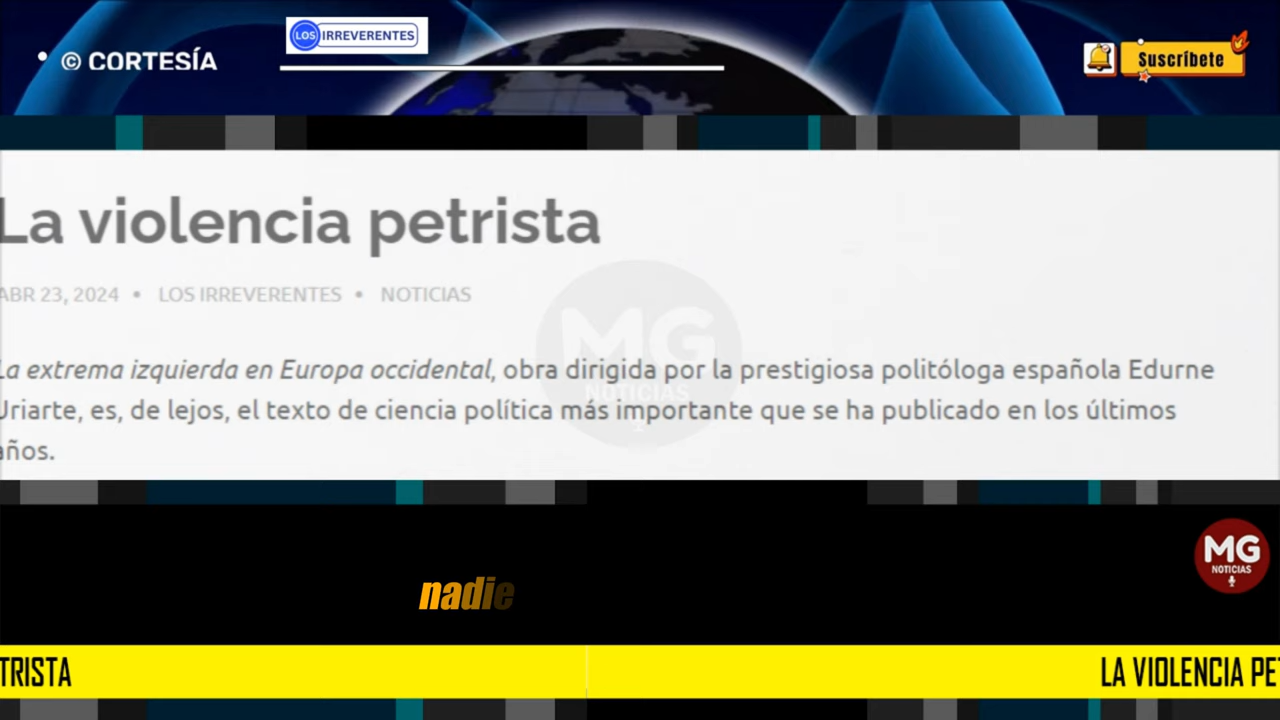 © CORTESÍA
LOS IRREVERENTES
Suscríbete
La violencia petrista
ABR 23, 2024 • LOS IRREVERENTES • NOTICIAS
La extrema izquierda en Europa occidental, obra dirigida por la prestigiosa politóloga española Edurne
Uriarte, es, de lejos, el texto de ciencia política más importante que se ha publicado en los últimos
años.
MG
NOTICIAS
nadie
MG
NOTICIAS
TRISTA
LA VIOLENCIA PE